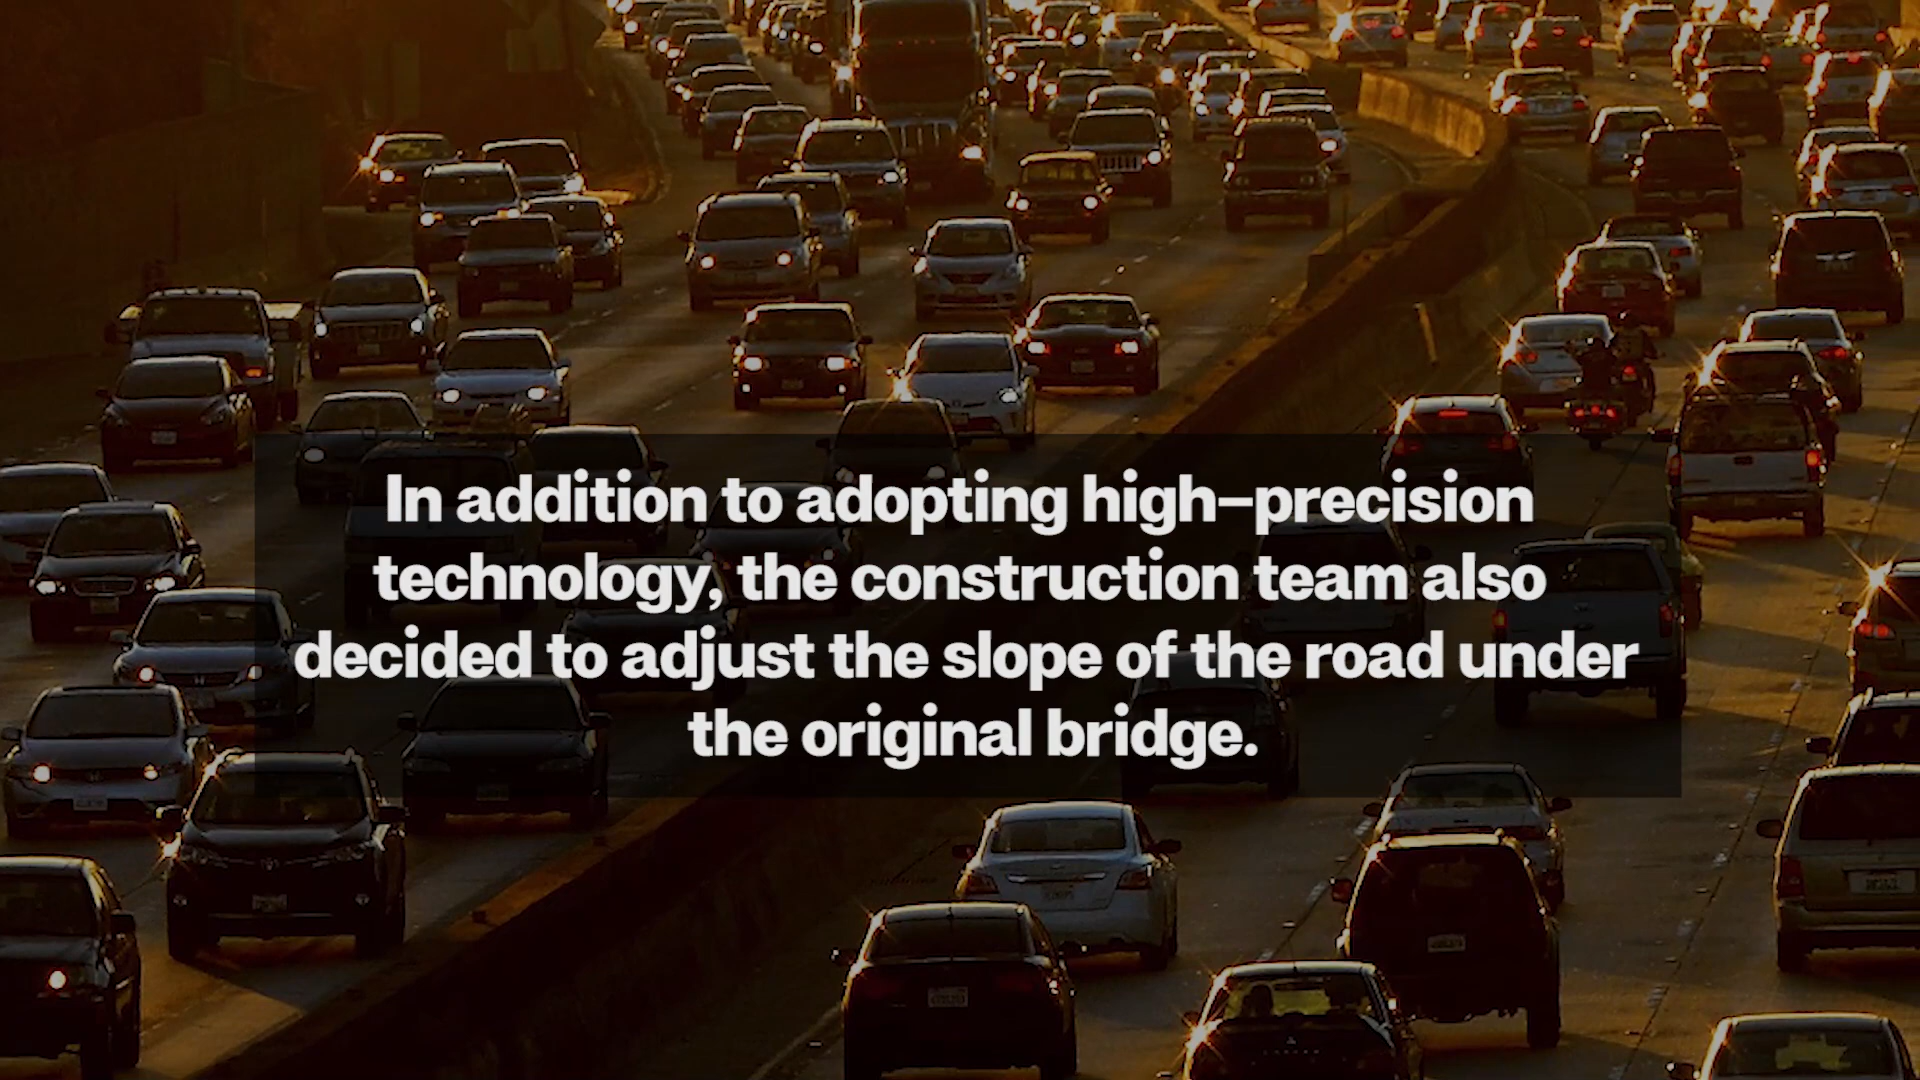 In addition to adopting high–precision
technology, the construction team also
decided to adjust the slope of the road under
the original bridge.